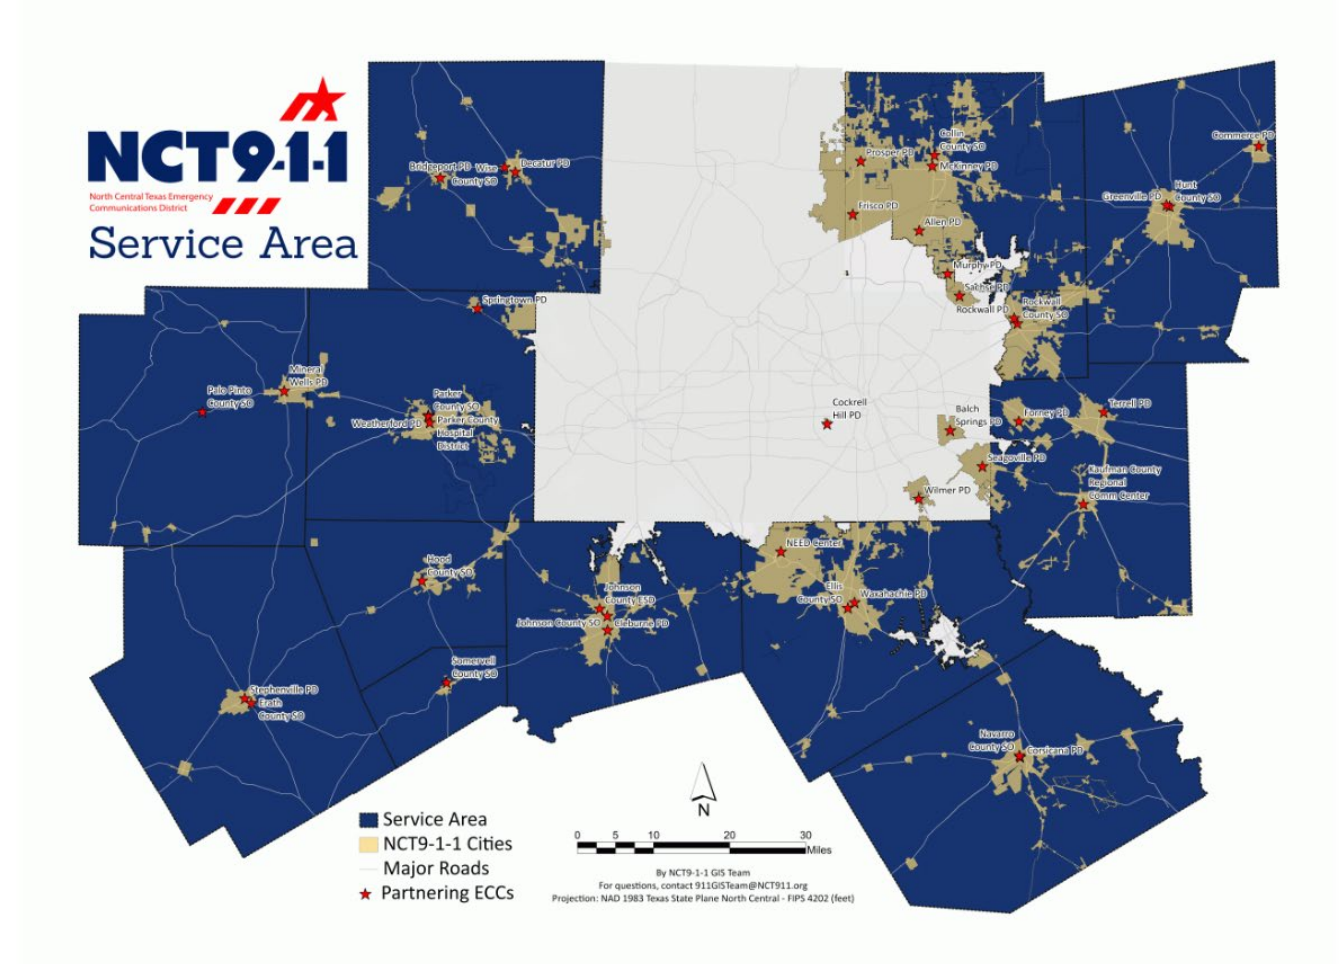 NCT9-1-1
North Central Texas Emergency
Communications District
Service Area
Bridgeport PD
Wise
County SO
Decatur PD
Springtown PD
Collin
County SO
Prosper PD
McKinney PD
Frisco PD
Allen PD
Murphy PD
Sachse PD
Rockwall PD
Rockwall
County SO
Commerce PD
Greenville PD
Hunt
County SO
Mineral
Wells PD
Palo Pinto
County SO
Parker
County SO
Weatherford PD
Parker County
Hospital
District
Cockrell
Hill PD
Balch
Springs PD
Forney PD
Terrell PD
Seagoville PD
Kaufman County
Regional
Comm Center
Wilmer PD
NEED Center
Hood
County SO
Johnson
County ESD
Johnson County SO
Cleburne PD
Ellis
County SO
Waxahachie PD
Somervell
County SO
Stephenville PD
Erath
County SO
Navarro
County SO
Corsicana PD
Service Area
NCT9-1-1 Cities
Major Roads
Partnering ECCs
N
0 5 10 20 30
Miles
By NCT9-1-1 GIS Team
For questions, contact 911GISTeam@NCT911.org
Projection: NAD 1983 Texas State Plane North Central - FIPS 4202 (feet)